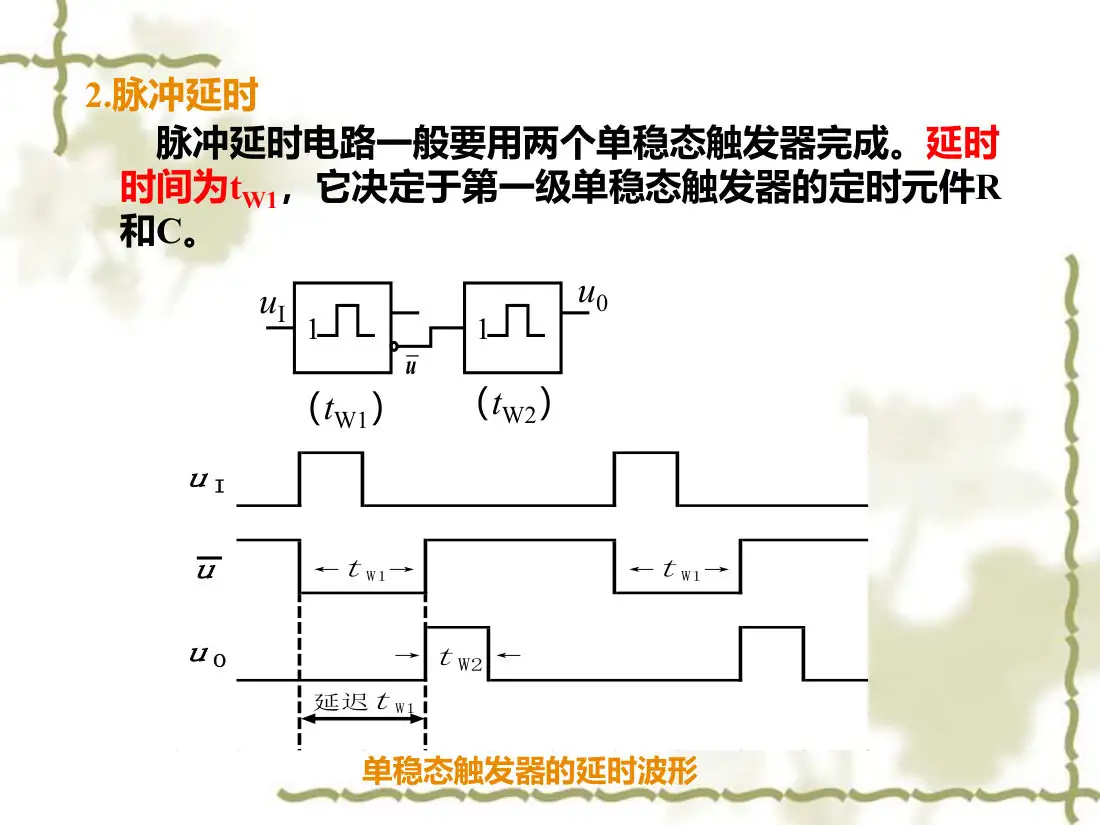 2.脉冲延时
脉冲延时电路一般要用两个单稳态触发器完成。延时
时间为tW1，它决定于第一级单稳态触发器的定时元件R
和C。
uI 1 u̅ 1 u0
（tW1） （tW2）
uI
u̅ ←tW1→ ←tW1→
uO → tW2 ←
延迟 tW1
单稳态触发器的延时波形